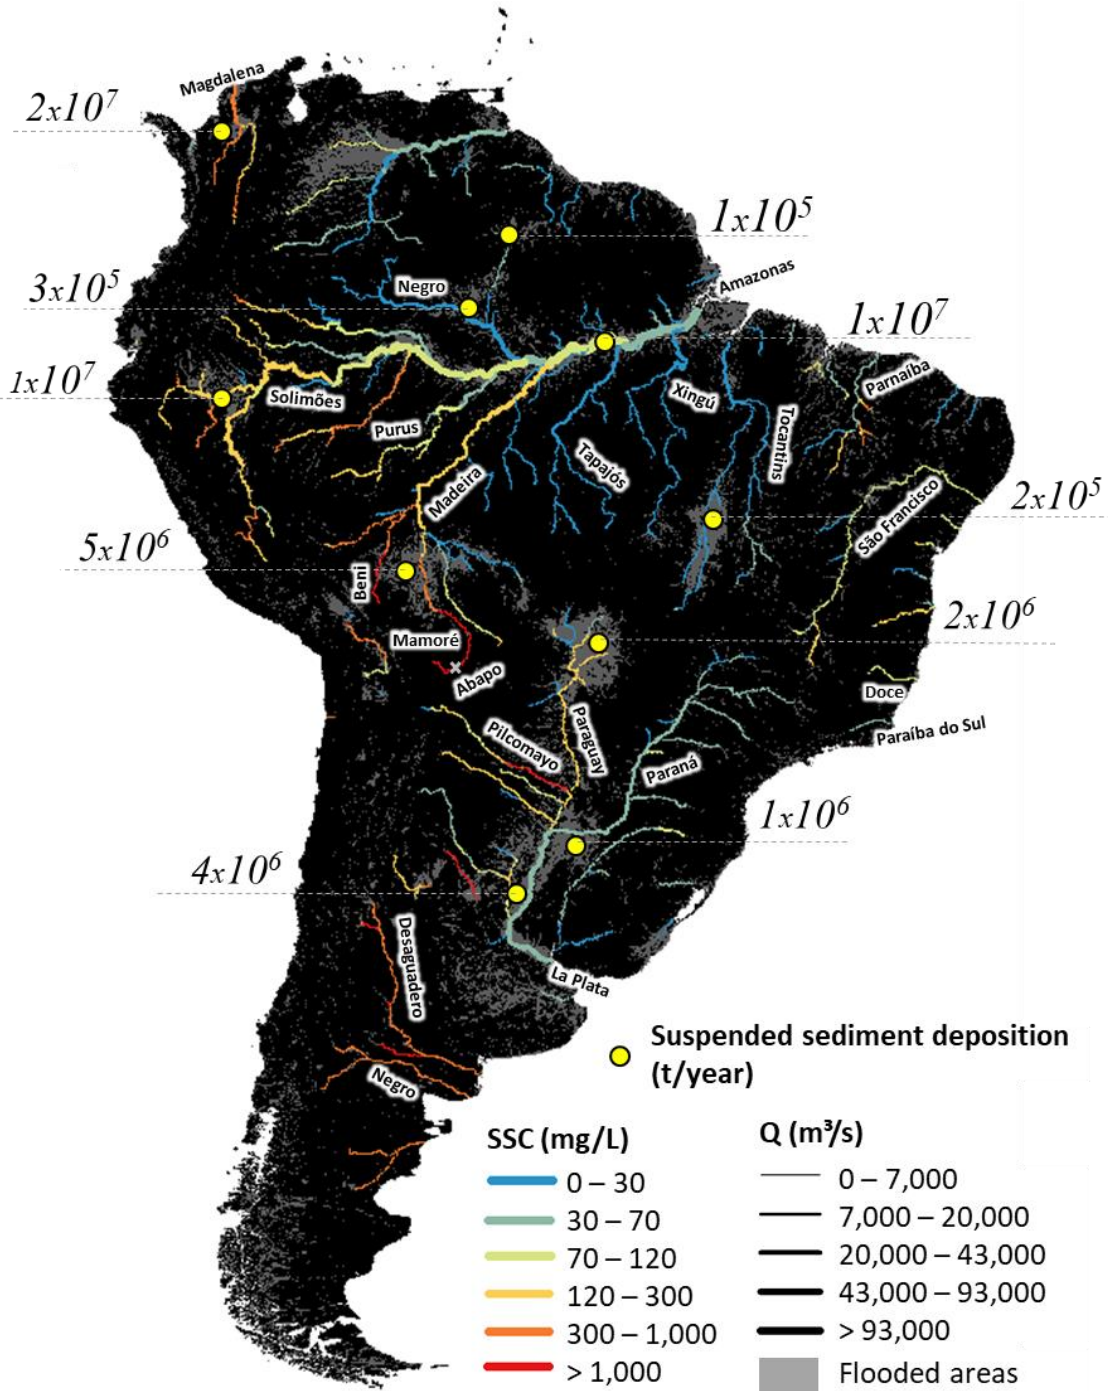 Magdalena
2x10⁷
1x10⁵
Amazonas
Negro
3x10⁵
1x10⁷
1x10⁷
Parnaíba
Solimões
Xingú
Purus
Tocantins
Tapajós
Madeira
São Francisco
2x10⁵
5x10⁶
Beni
2x10⁶
Mamoré
Abapo
Doce
Paraíba do Sul
Pilcomayo
Paraguay
Paraná
1x10⁶
4x10⁶
Desaguadero
La Plata
Suspended sediment deposition
(t/year)
Negro
SSC (mg/L)
0 – 30
30 – 70
70 – 120
120 – 300
300 – 1,000
> 1,000
Q (m³/s)
0 – 7,000
7,000 – 20,000
20,000 – 43,000
43,000 – 93,000
> 93,000
Flooded areas